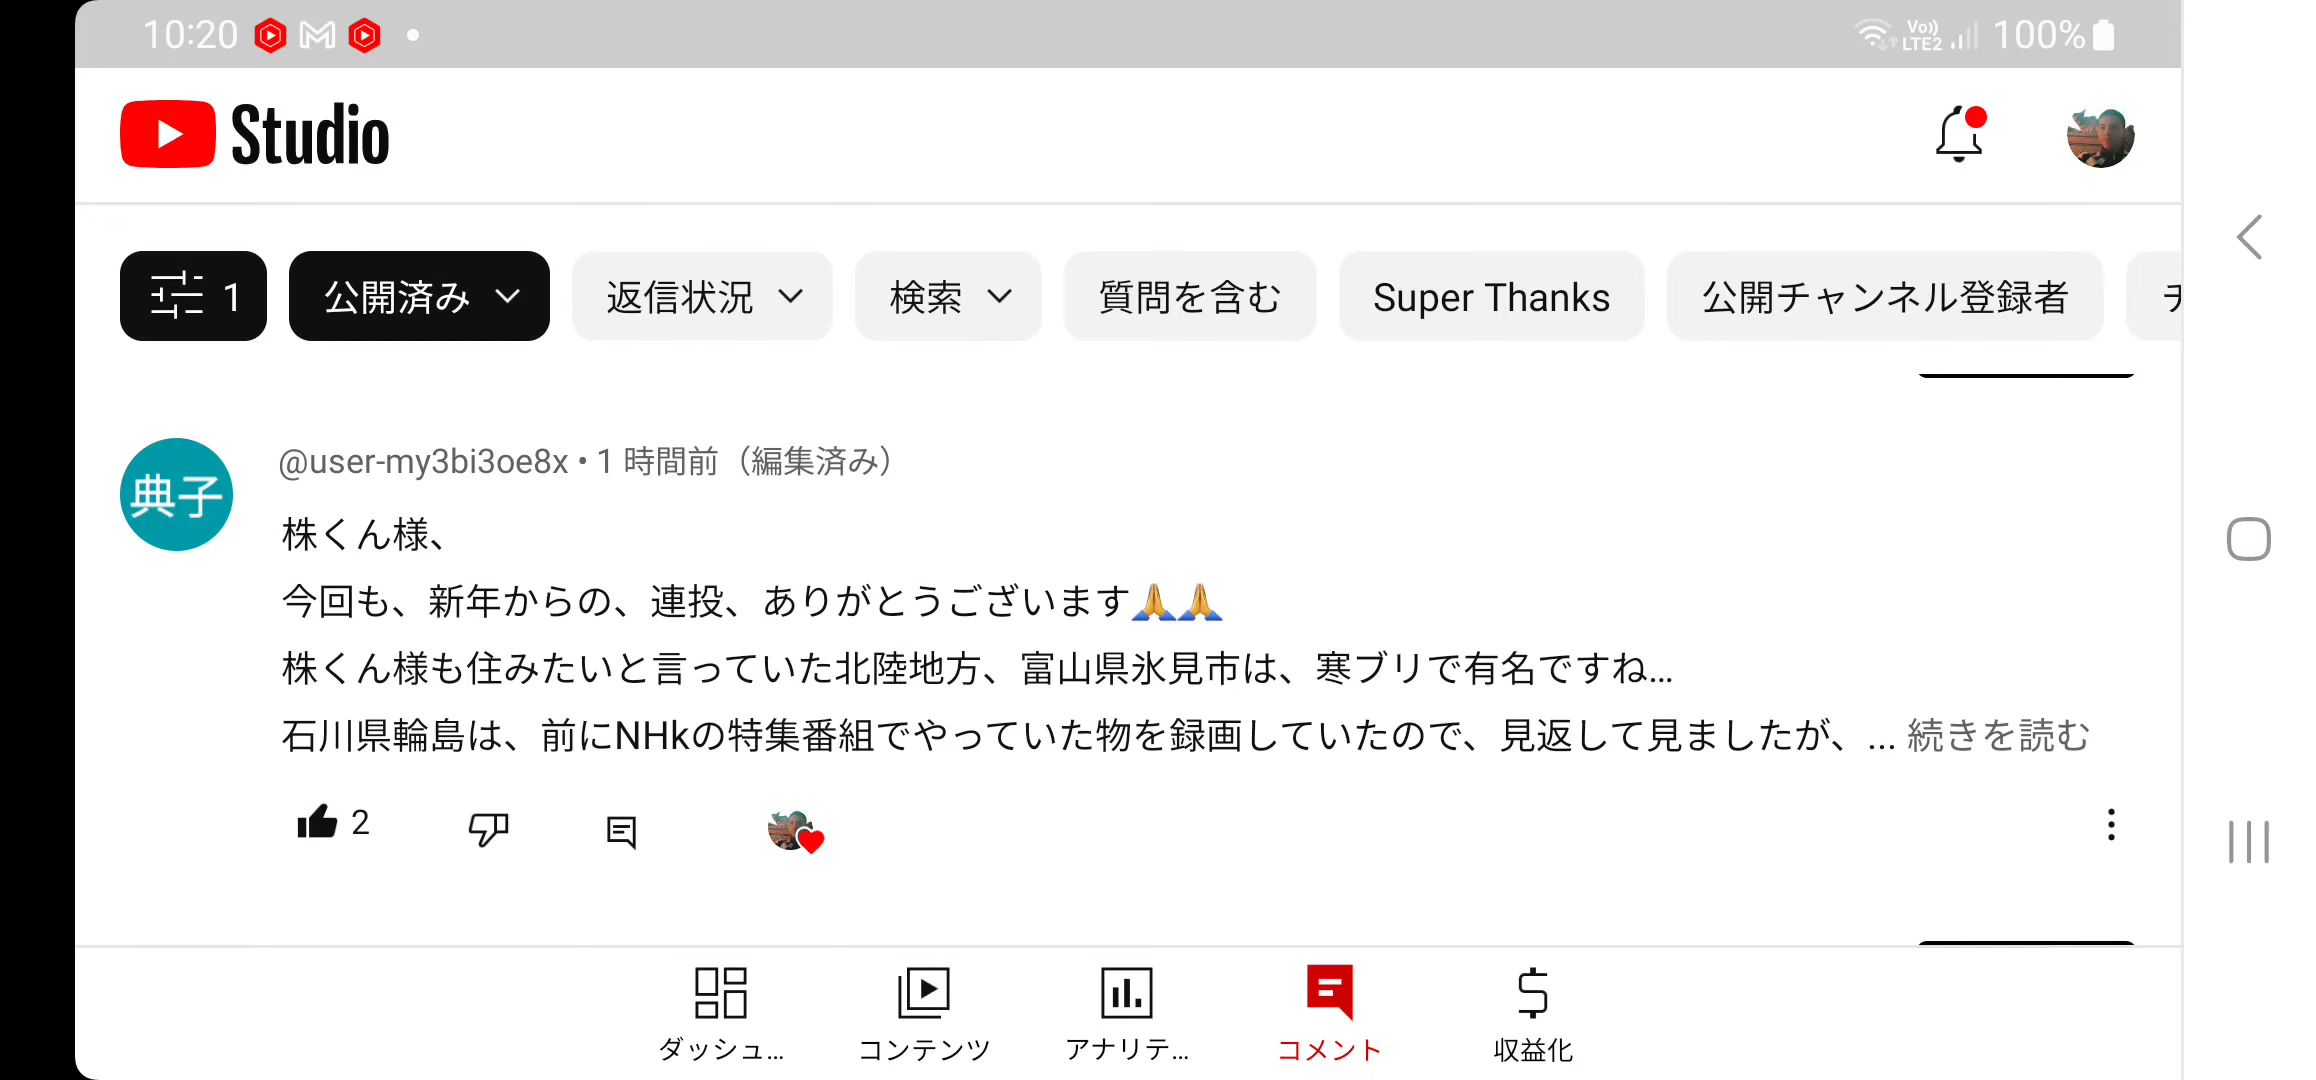 10:20
Vo))
LTE2
100%
Studio
1
公開済み
返信状況
検索
質問を含む
Super Thanks
公開チャンネル登録者
チ
典子
@user-my3bi3oe8x • 1 時間前（編集済み）
株くん様、
今回も、新年からの、連投、ありがとうございます🙏🙏
株くん様も住みたいと言っていた北陸地方、富山県氷見市は、寒ブリで有名ですね...
石川県輪島は、前にNHkの特集番組でやっていた物を録画していたので、見返して見ましたが、... 続きを読む
2
ダッシュ...
コンテンツ
アナリテ...
コメント
収益化